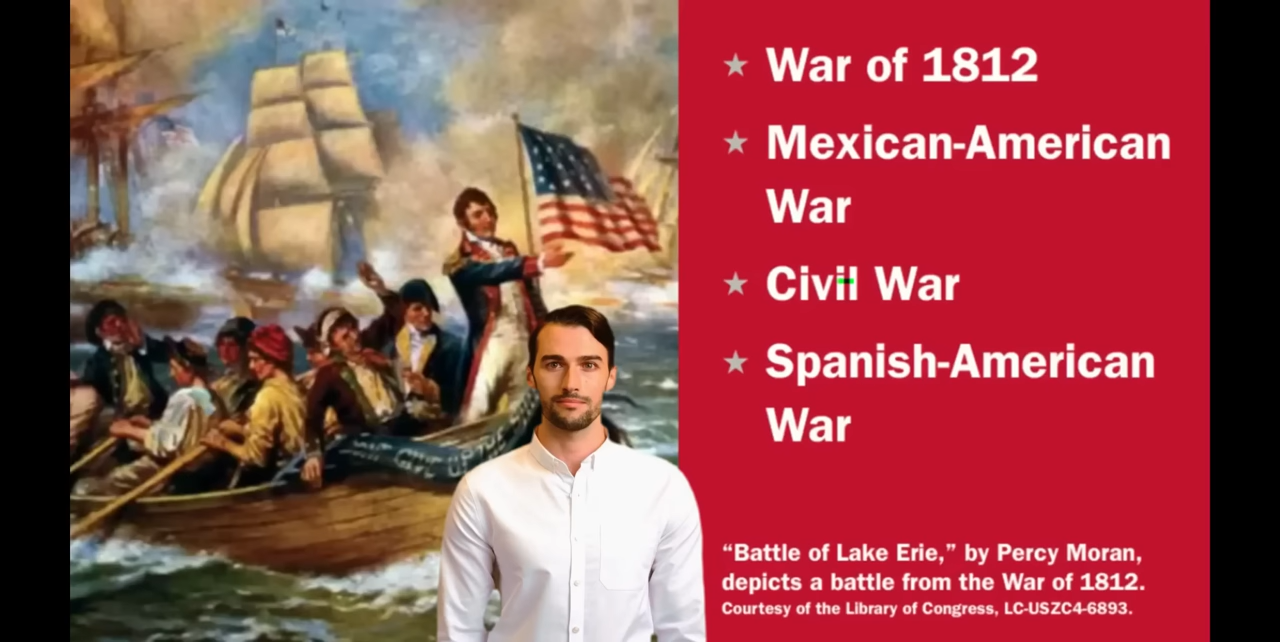 War of 1812
Mexican-American
War
Civil War
Spanish-American
War
“Battle of Lake Erie,” by Percy Moran,
depicts a battle from the War of 1812.
Courtesy of the Library of Congress, LC-USZC4-6893.